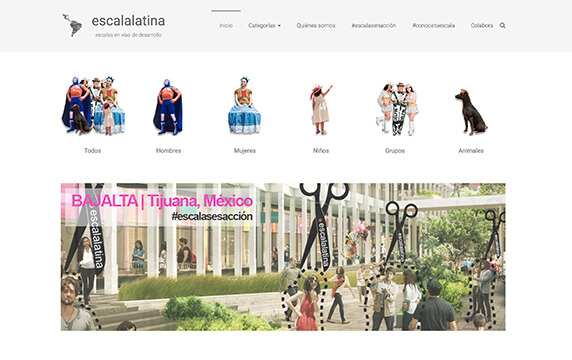 escalalatina
escalas en vías de desarrollo
Inicio
Categorías
Quiénes somos
#escalasenacción
#conocetuescala
Colabora
Todos
Hombres
Mujeres
Niños
Grupos
Animales
BAJALTA | Tijuana, México
#escalasesacción
#escalalatina
#escalalatina
#escalalatina
#escalalatina